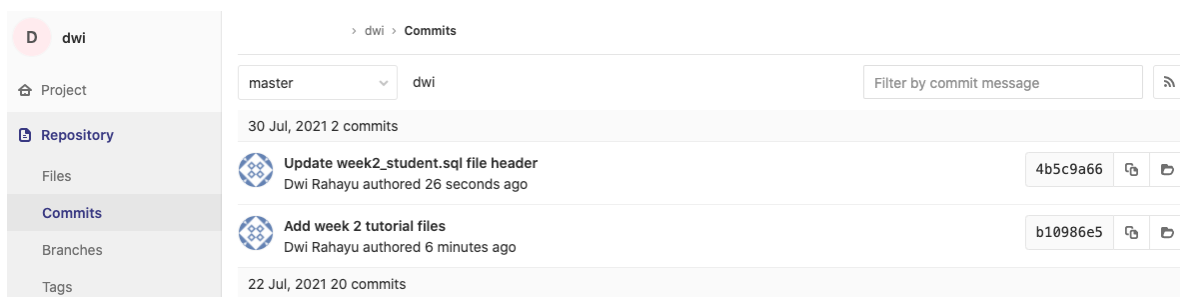 D dwi
> dwi > Commits
Project
master
dwi
Filter by commit message
30 Jul, 2021 2 commits
Repository
Update week2_student.sql file header
Dwi Rahayu authored 26 seconds ago
4b5c9a66
Files
Commits
Add week 2 tutorial files
Dwi Rahayu authored 6 minutes ago
b10986e5
Branches
22 Jul, 2021 20 commits
Tags